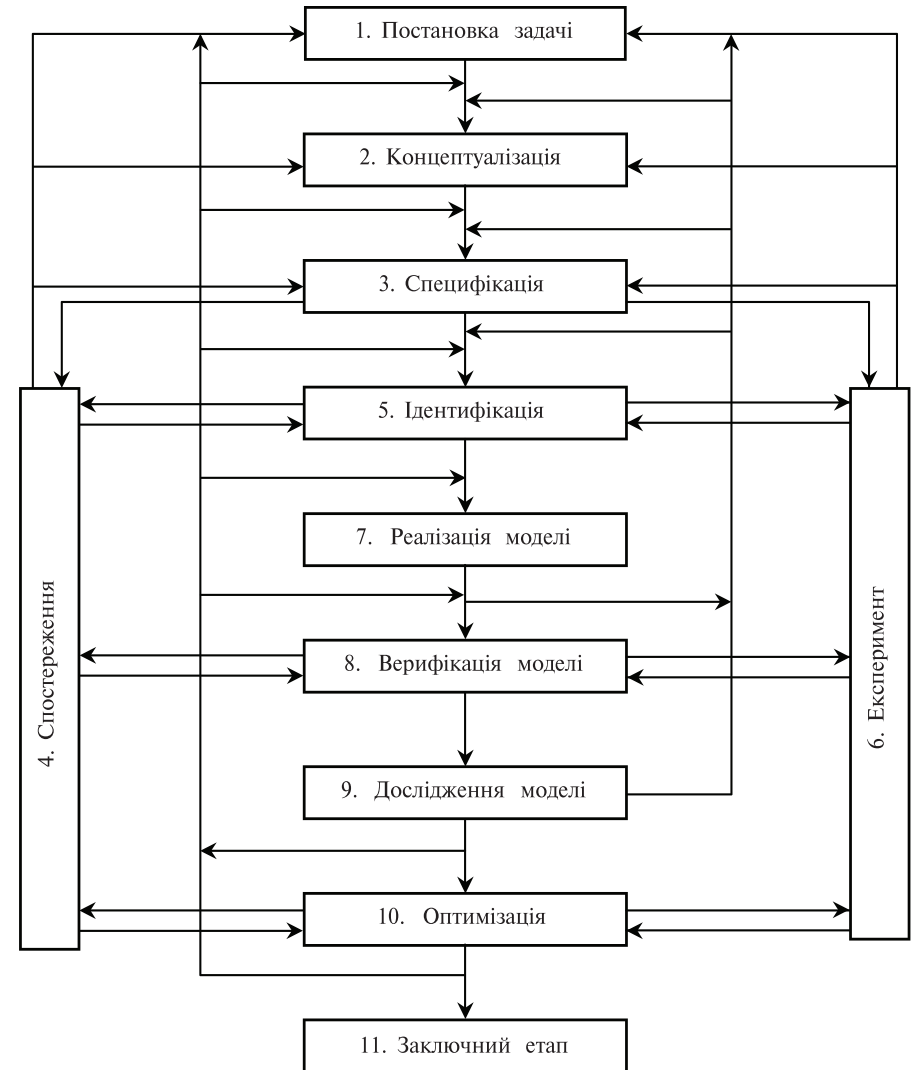 1. Постановка задачі
2. Концептуалізація
3. Специфікація
4. Спостереження
5. Ідентифікація
6. Експеримент
7. Реалізація моделі
8. Верифікація моделі
9. Дослідження моделі
10. Оптимізація
11. Заключний етап